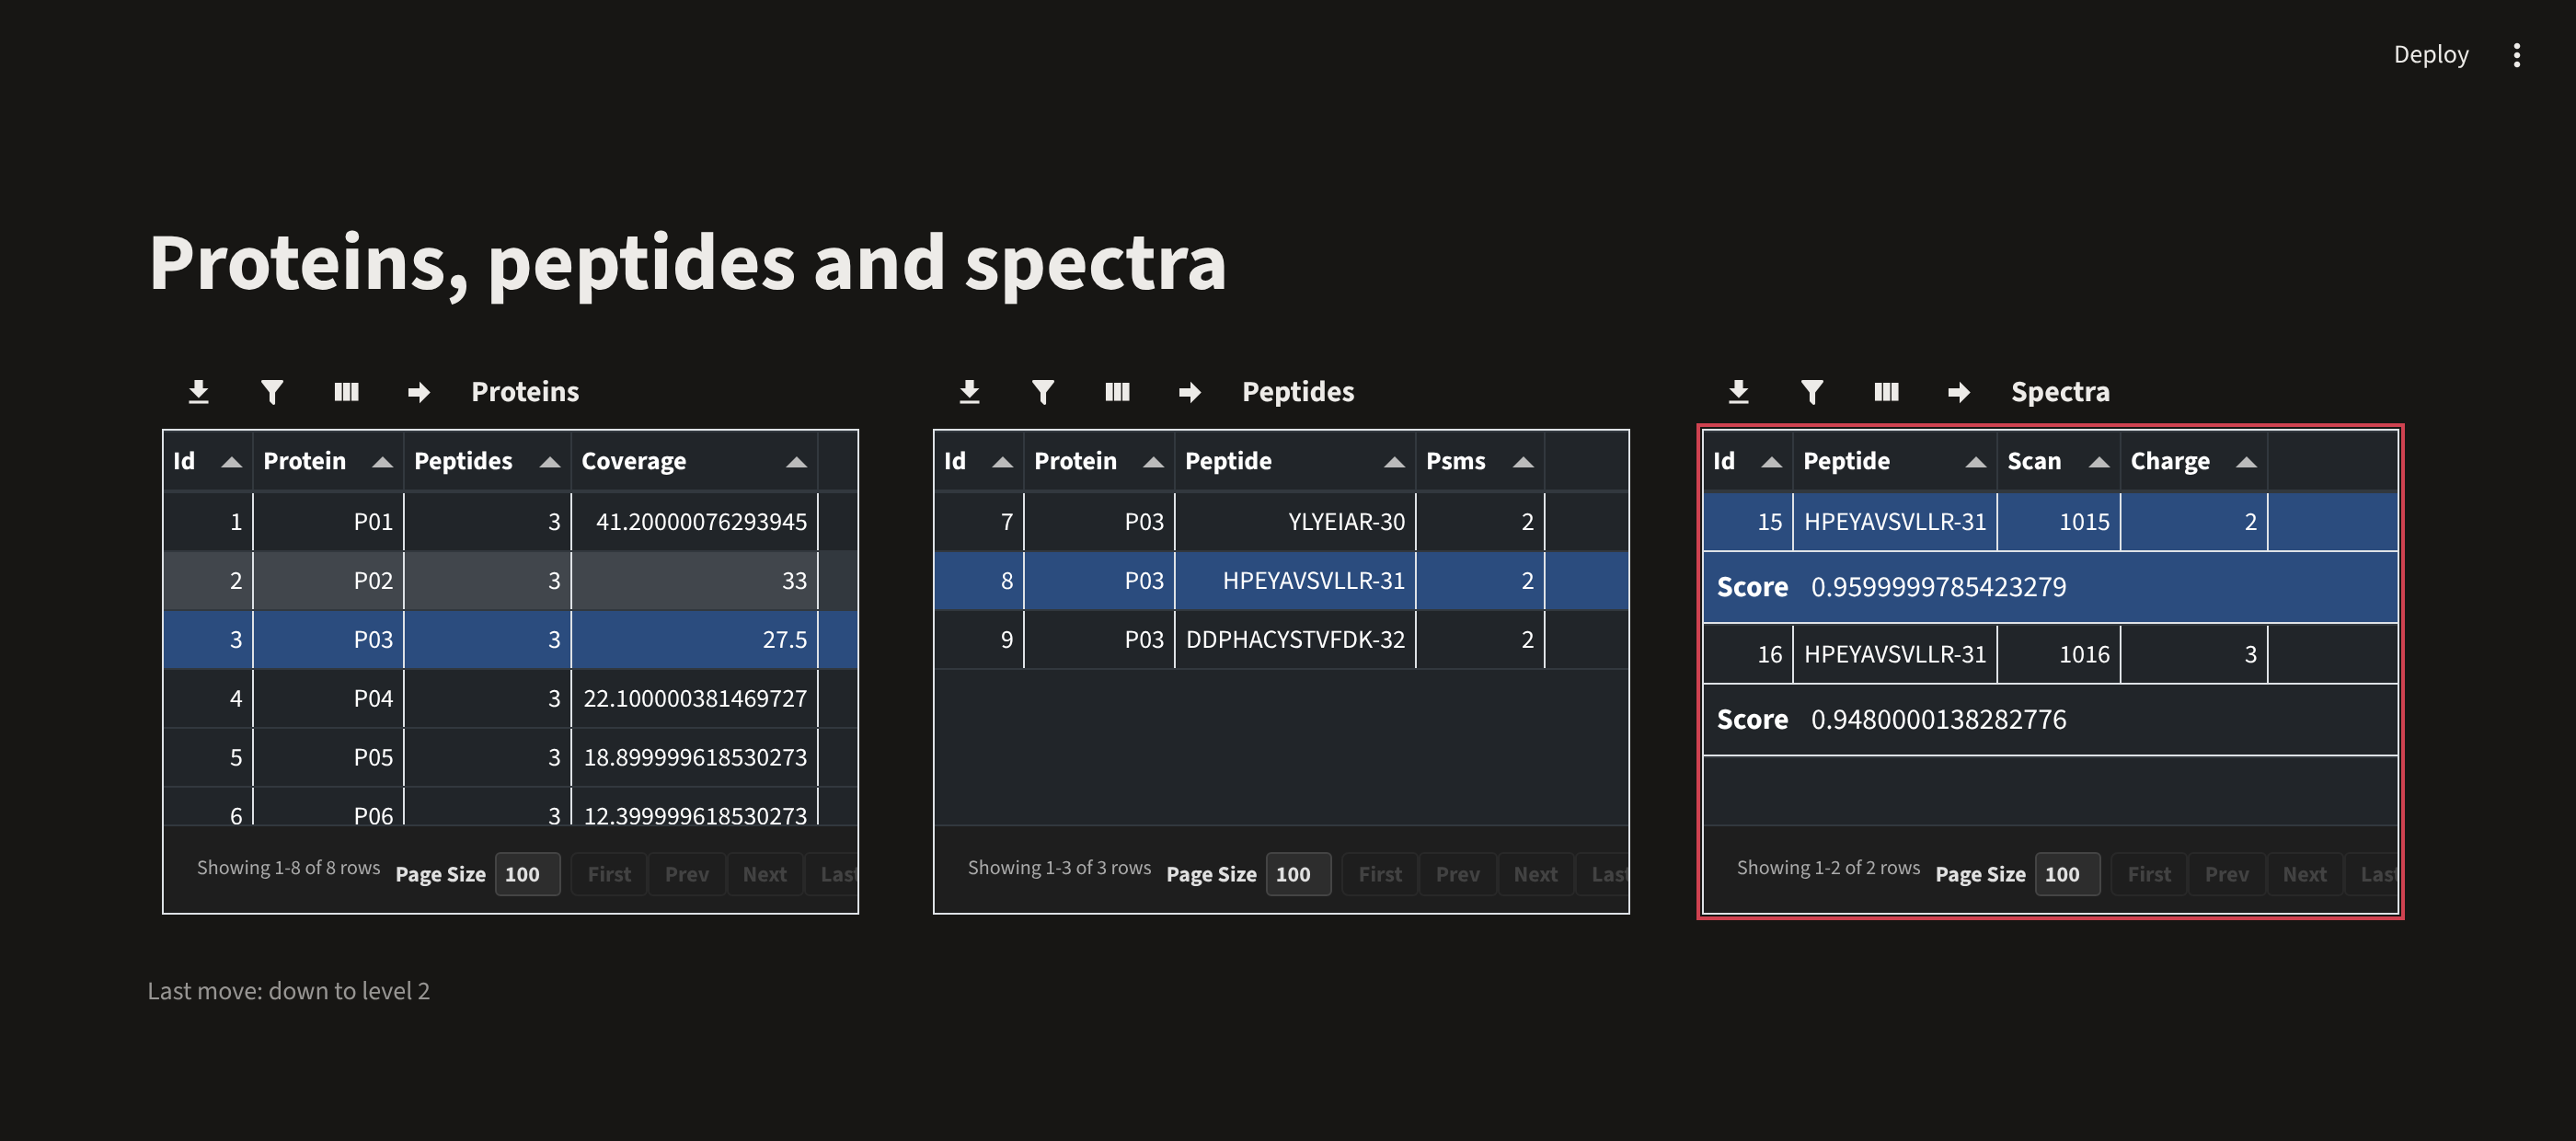 Deploy
Proteins, peptides and spectra
Proteins
Id Protein Peptides Coverage
1 P01 3 41.20000076293945
2 P02 3 33
3 P03 3 27.5
4 P04 3 22.100000381469727
5 P05 3 18.899999618530273
6 P06 3 12.399999618530273
Showing 1-8 of 8 rows Page Size 100 First Prev Next Last
Peptides
Id Protein Peptide Psms
7 P03 YLYEIAR-30 2
8 P03 HPEYAVSVLLR-31 2
9 P03 DDPHACYSTVFDK-32 2
Showing 1-3 of 3 rows Page Size 100 First Prev Next Last
Spectra
Id Peptide Scan Charge
15 HPEYAVSVLLR-31 1015 2
Score 0.9599999785423279
16 HPEYAVSVLLR-31 1016 3
Score 0.9480000138282776
Showing 1-2 of 2 rows Page Size 100 First Prev Next Last
Last move: down to level 2